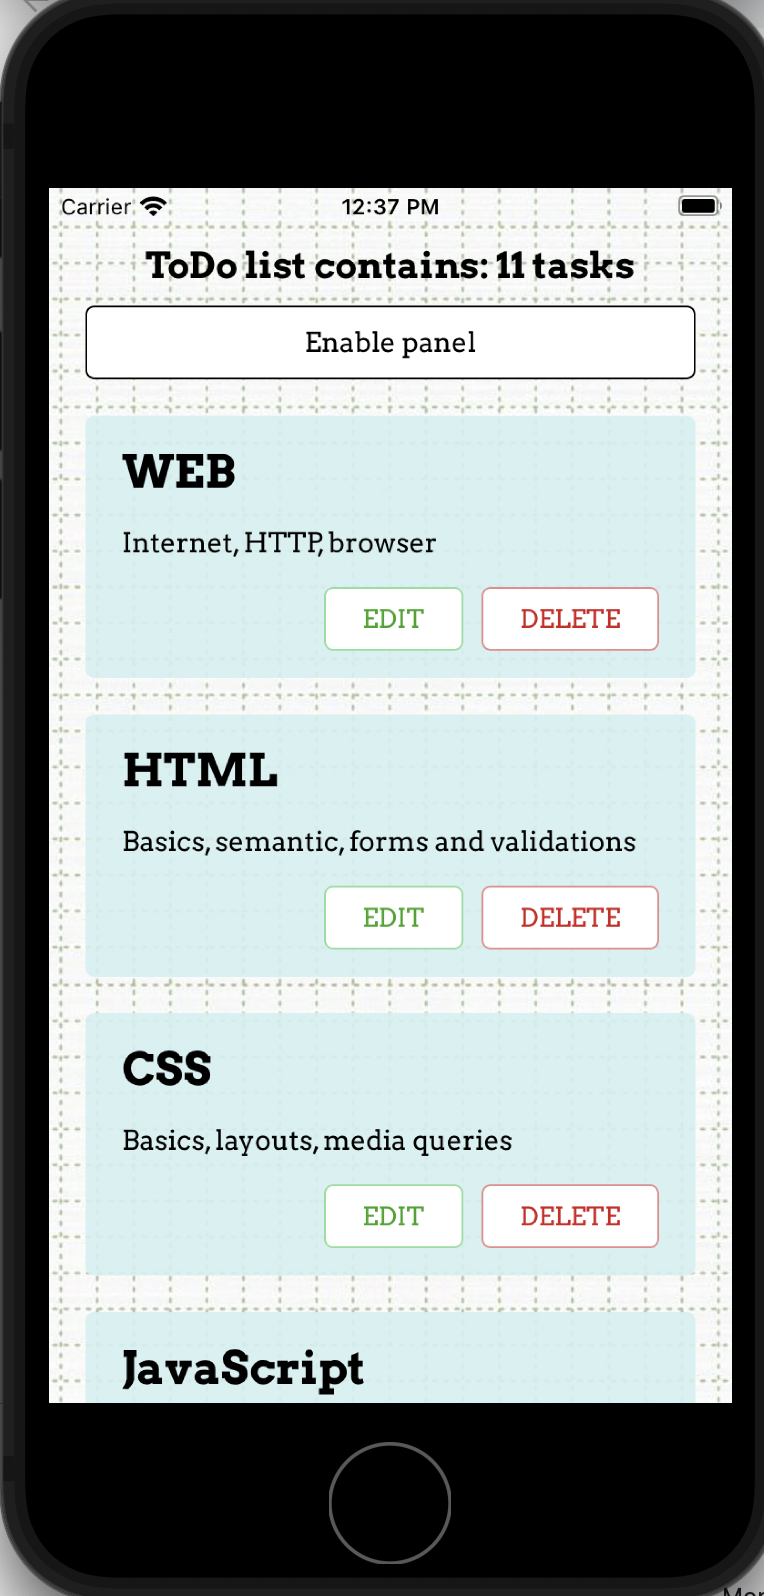 Carrier 12:37 PM
ToDo list contains: 11 tasks
Enable panel
WEB
Internet, HTTP, browser
EDIT DELETE
HTML
Basics, semantic, forms and validations
EDIT DELETE
CSS
Basics, layouts, media queries
EDIT DELETE
JavaScript